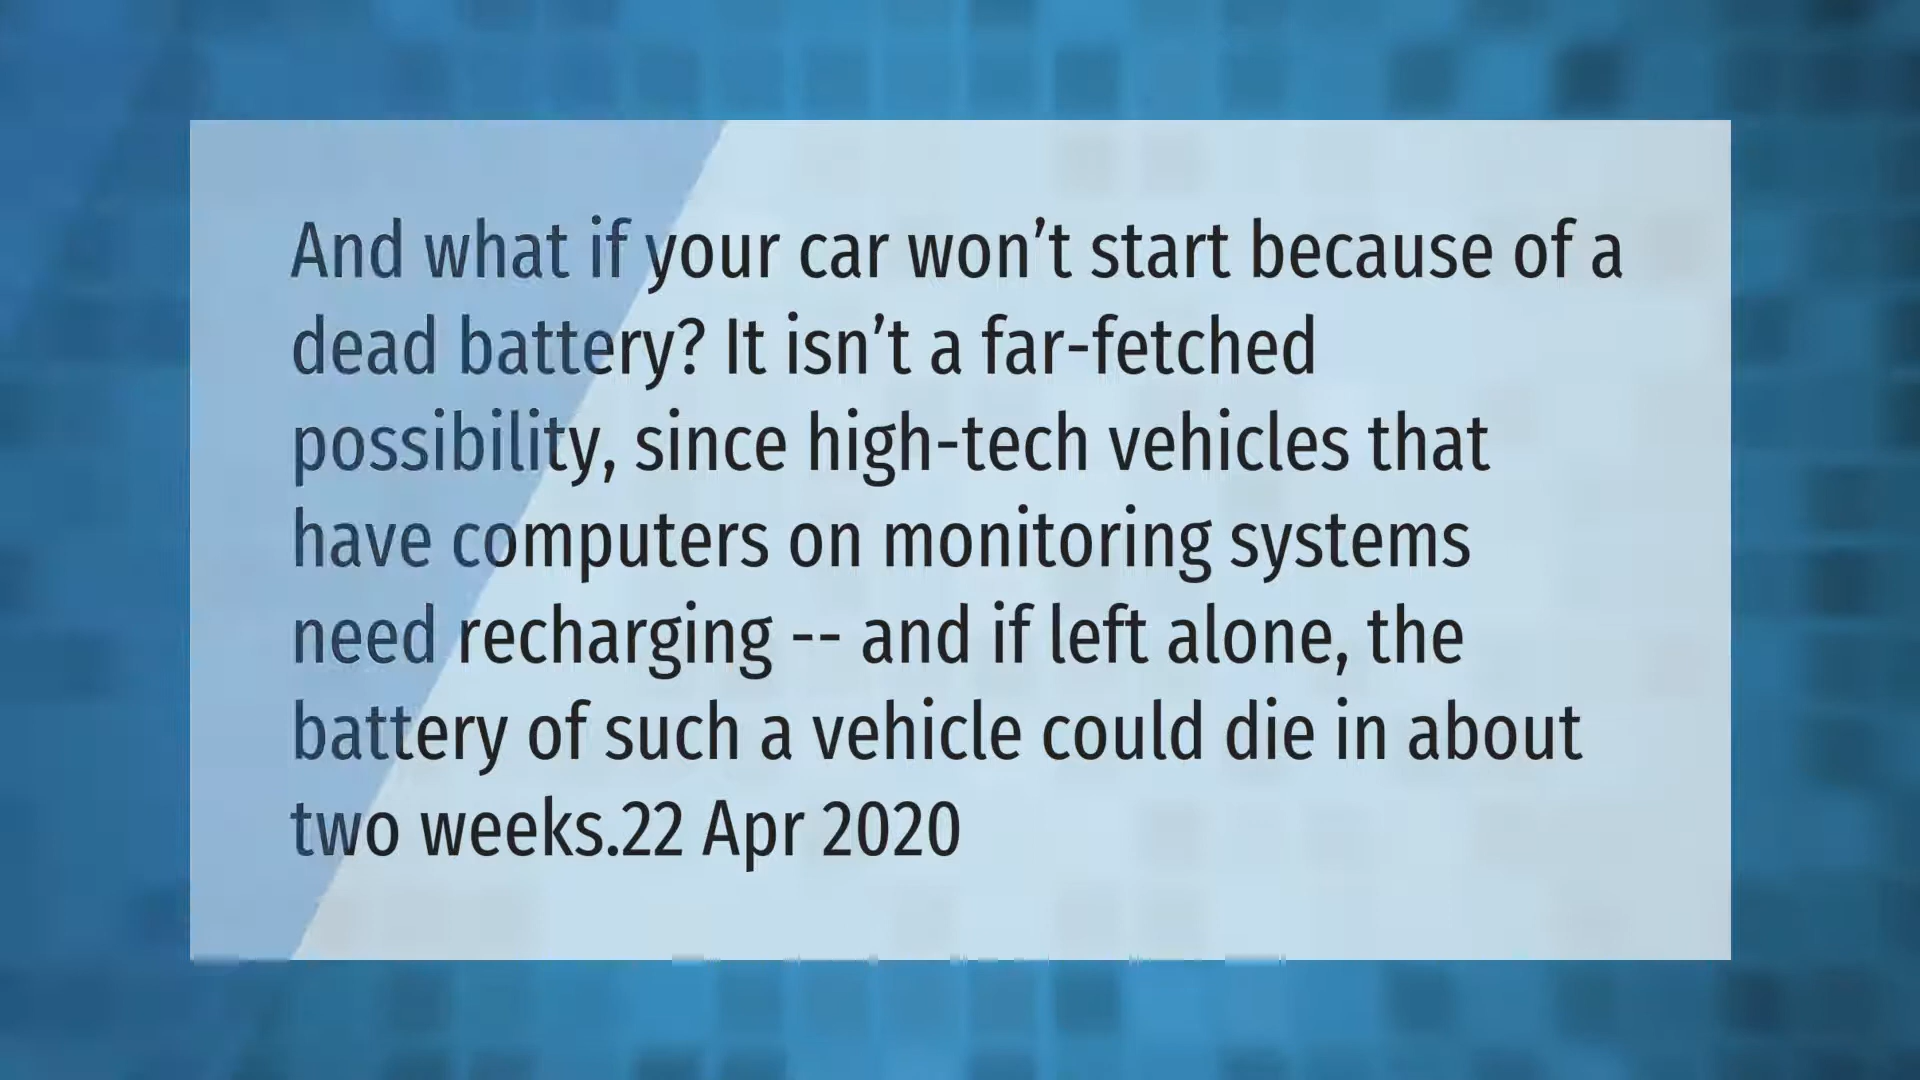 And what if your car won’t start because of a
dead battery? It isn’t a far-fetched
possibility, since high-tech vehicles that
have computers on monitoring systems
need recharging -- and if left alone, the
battery of such a vehicle could die in about
two weeks.22 Apr 2020